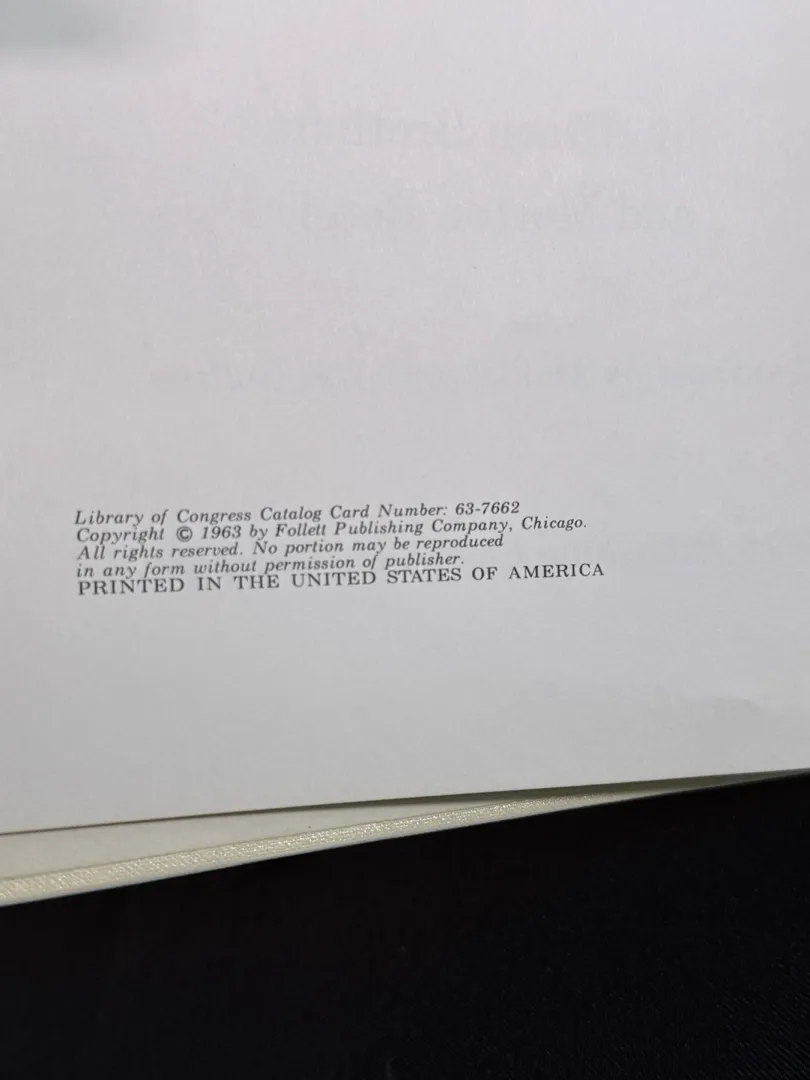 Library of Congress Catalog Card Number: 63-7662
Copyright © 1963 by Follett Publishing Company, Chicago.
All rights reserved. No portion may be reproduced
in any form without permission of publisher.
PRINTED IN THE UNITED STATES OF AMERICA